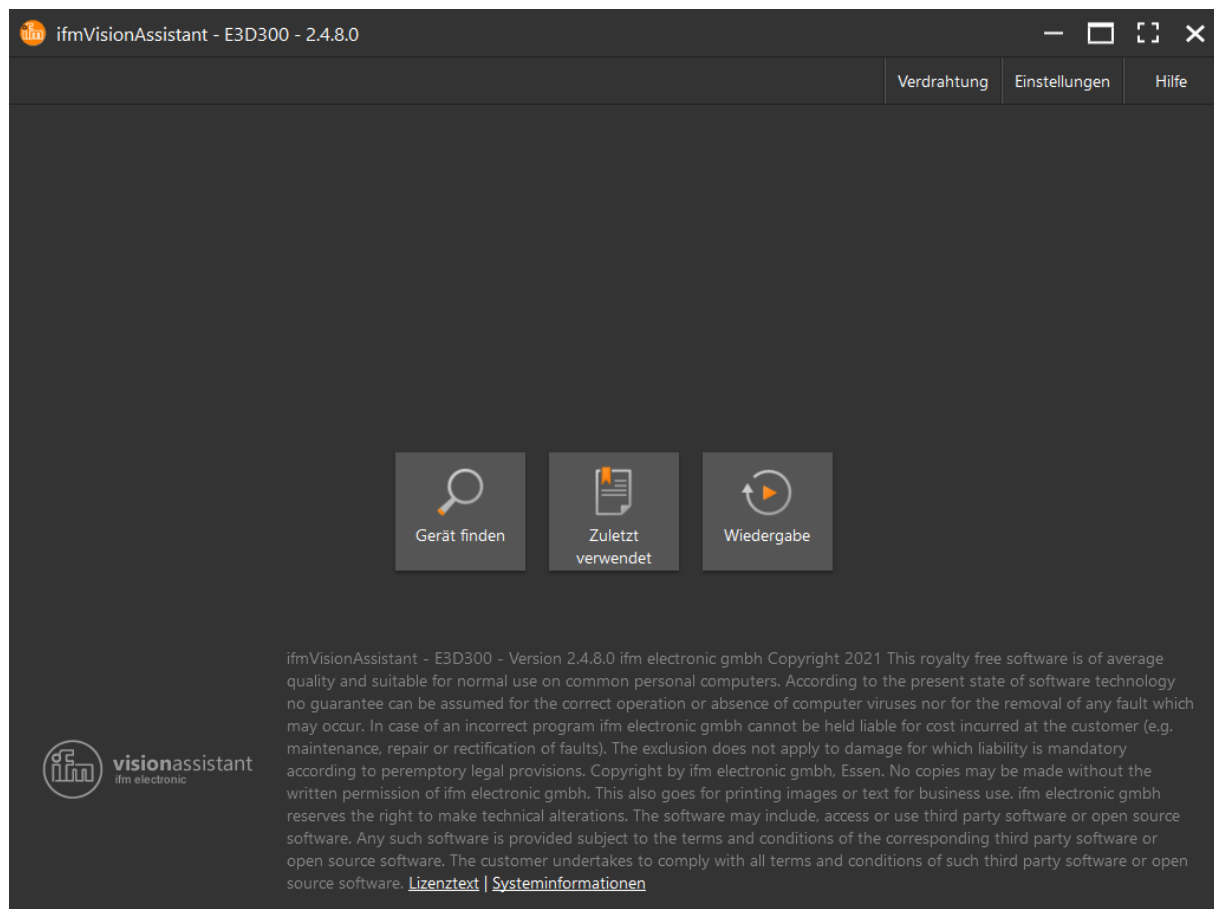 ifm ifmVisionAssistant - E3D300 - 2.4.8.0
Verdrahtung Einstellungen Hilfe
Gerät finden
Zuletzt
verwendet
Wiedergabe
ifmVisionAssistant - E3D300 - Version 2.4.8.0 ifm electronic gmbh Copyright 2021 This royalty free software is of average
quality and suitable for normal use on common personal computers. According to the present state of software technology
no guarantee can be assumed for the correct operation or absence of computer viruses nor for the removal of any fault which
may occur. In case of an incorrect program ifm electronic gmbh cannot be held liable for cost incurred at the customer (e.g.
maintenance, repair or rectification of faults). The exclusion does not apply to damage for which liability is mandatory
according to peremptory legal provisions. Copyright by ifm electronic gmbh, Essen. No copies may be made without the
written permission of ifm electronic gmbh. This also goes for printing images or text for business use. ifm electronic gmbh
reserves the right to make technical alterations. The software may include, access or use third party software or open source
software. Any such software is provided subject to the terms and conditions of the corresponding third party software or
open source software. The customer undertakes to comply with all terms and conditions of such third party software or open
source software. Lizenztext | Systeminformationen
ifm visionassistant
ifm electronic